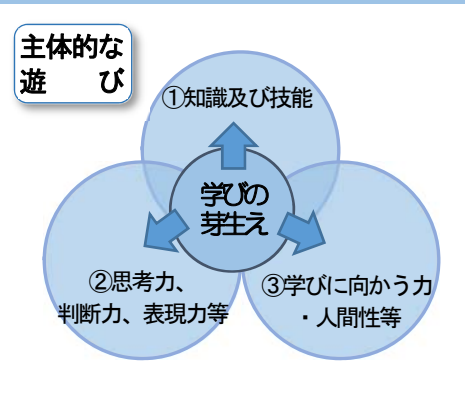 主体的な
遊　　び
①知識及び技能
学びの
芽生え
②思考力、
判断力、表現力等
③学びに向かう力
・人間性等